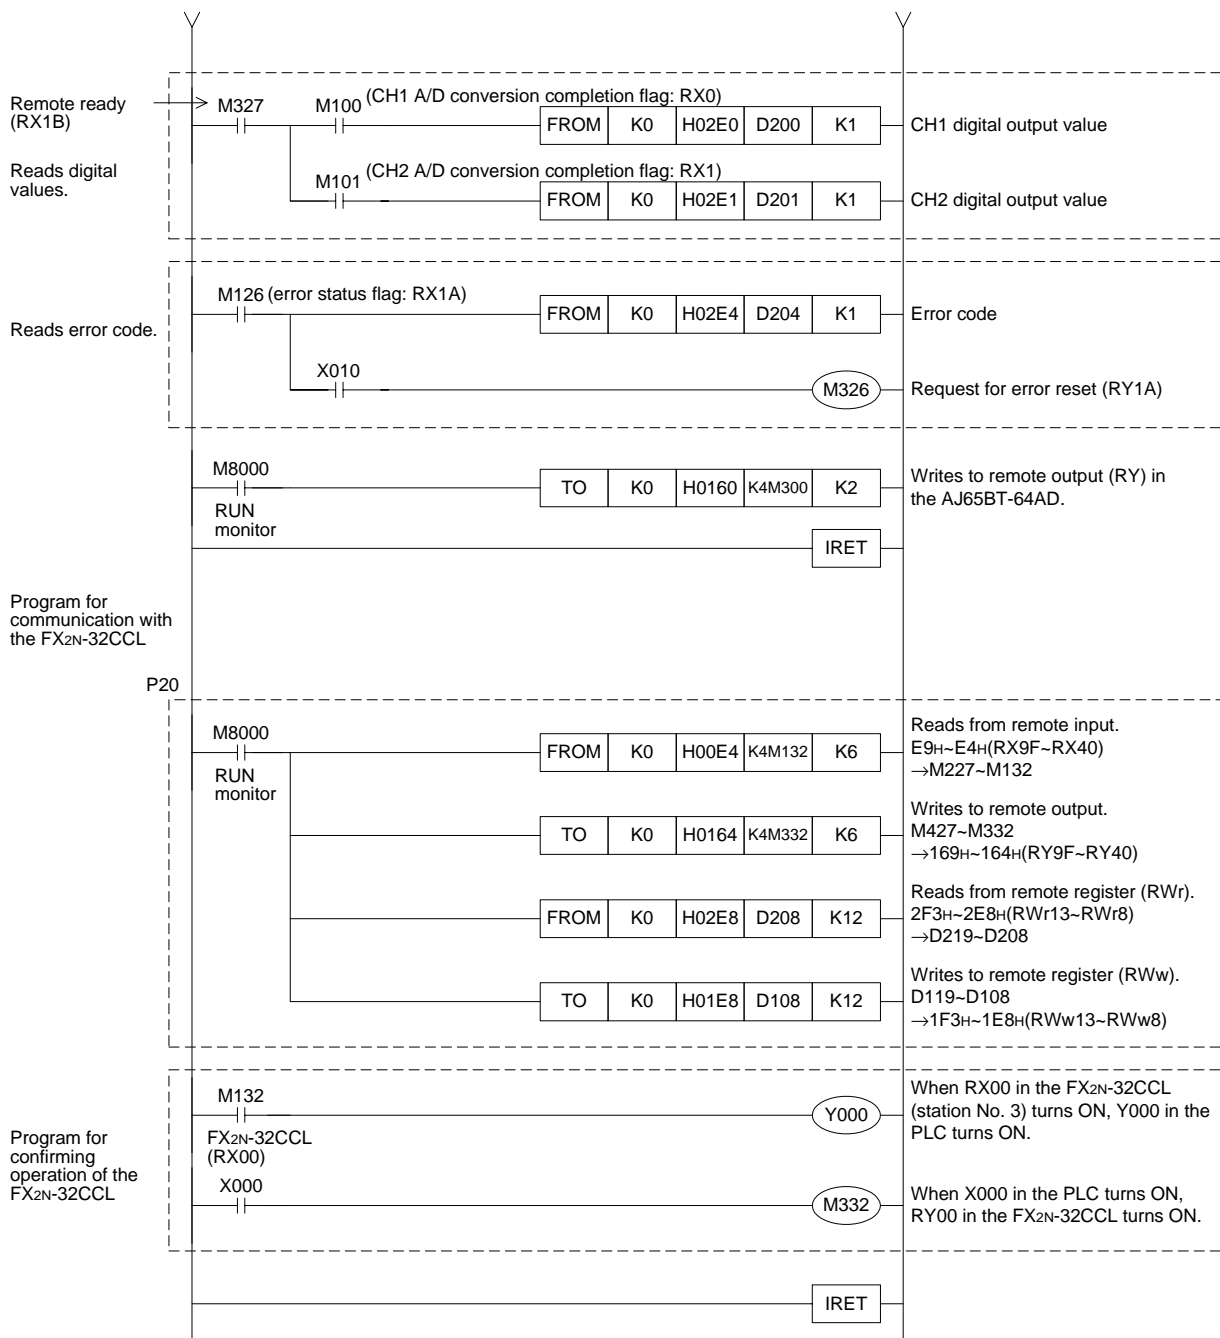 Remote ready
(RX1B)
M327
M100
(CH1 A/D conversion completion flag: RX0)
FROM K0 H02E0 D200 K1
CH1 digital output value
Reads digital
values.
M101
(CH2 A/D conversion completion flag: RX1)
FROM K0 H02E1 D201 K1
CH2 digital output value
M126 (error status flag: RX1A)
Reads error code.
FROM K0 H02E4 D204 K1
Error code
X010
M326
Request for error reset (RY1A)
M8000
RUN
monitor
TO K0 H0160 K4M300 K2
Writes to remote output (RY) in
the AJ65BT-64AD.
IRET
Program for
communication with
the FX2N-32CCL
P20
M8000
RUN
monitor
FROM K0 H00E4 K4M132 K6
Reads from remote input.
E9H~E4H(RX9F~RX40)
→M227~M132
TO K0 H0164 K4M332 K6
Writes to remote output.
M427~M332
→169H~164H(RY9F~RY40)
FROM K0 H02E8 D208 K12
Reads from remote register (RWr).
2F3H~2E8H(RWr13~RWr8)
→D219~D208
TO K0 H01E8 D108 K12
Writes to remote register (RWw).
D119~D108
→1F3H~1E8H(RWw13~RWw8)
Program for
confirming
operation of the
FX2N-32CCL
M132
FX2N-32CCL
(RX00)
Y000
When RX00 in the FX2N-32CCL
(station No. 3) turns ON, Y000 in the
PLC turns ON.
X000
M332
When X000 in the PLC turns ON,
RY00 in the FX2N-32CCL turns ON.
IRET